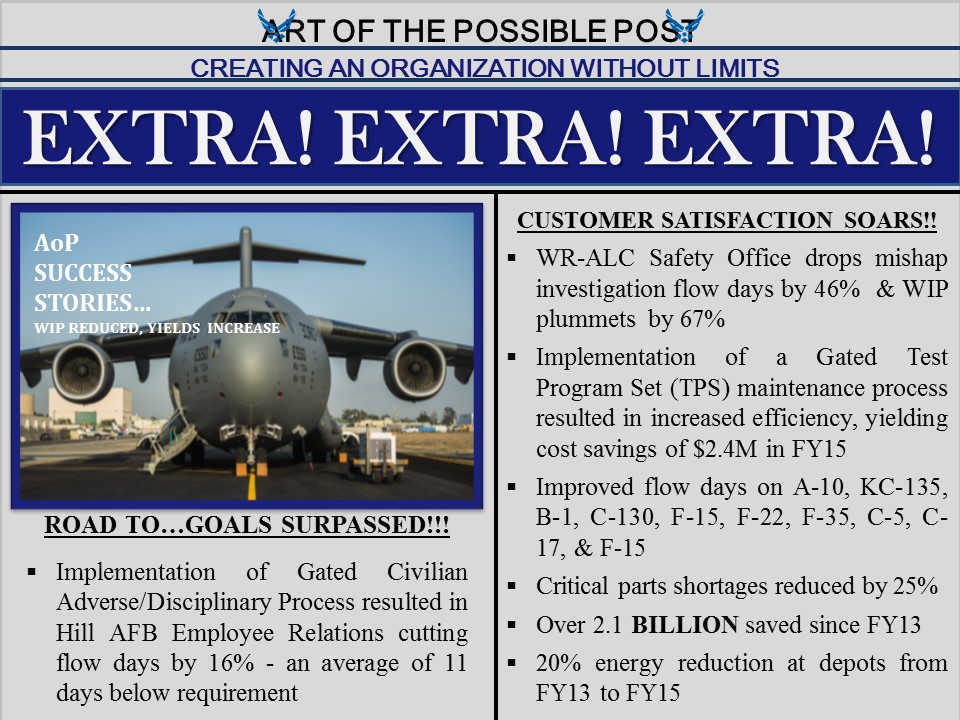 ART OF THE POSSIBLE POST
CREATING AN ORGANIZATION WITHOUT LIMITS
EXTRA! EXTRA! EXTRA!
AoP
SUCCESS
STORIES...
WIP REDUCED, YIELDS INCREASE
ROAD TO…GOALS SURPASSED!!!
▪ Implementation of Gated Civilian
Adverse/Disciplinary Process resulted in
Hill AFB Employee Relations cutting
flow days by 16% - an average of 11
days below requirement
CUSTOMER SATISFACTION SOARS!!
▪ WR-ALC Safety Office drops mishap
investigation flow days by 46% & WIP
plummets by 67%
▪ Implementation of a Gated Test
Program Set (TPS) maintenance process
resulted in increased efficiency, yielding
cost savings of $2.4M in FY15
▪ Improved flow days on A-10, KC-135,
B-1, C-130, F-15, F-22, F-35, C-5, C-
17, & F-15
▪ Critical parts shortages reduced by 25%
▪ Over 2.1 BILLION saved since FY13
▪ 20% energy reduction at depots from
FY13 to FY15